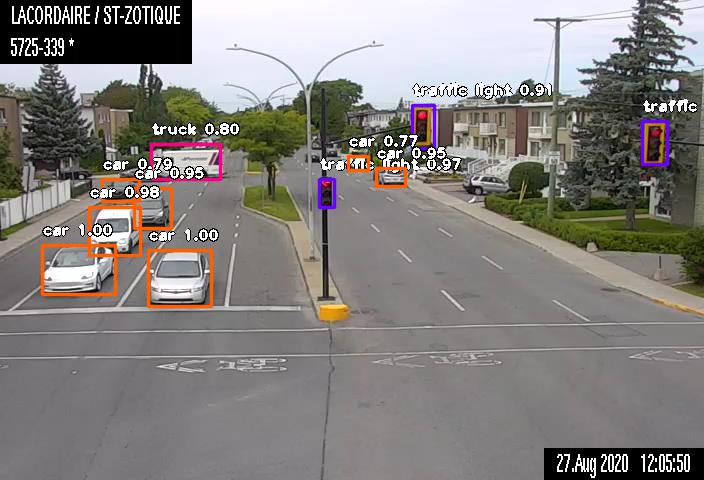 LACORDAIRE / ST-ZOTIQUE
5725-339 *
traffic light 0.91
traffic
truck 0.80
car 0.77
car 0.95
traffic light 0.97
car 0.79
car 0.95
car 0.98
car 1.00
car 1.00
27.Aug 2020 12:05:50